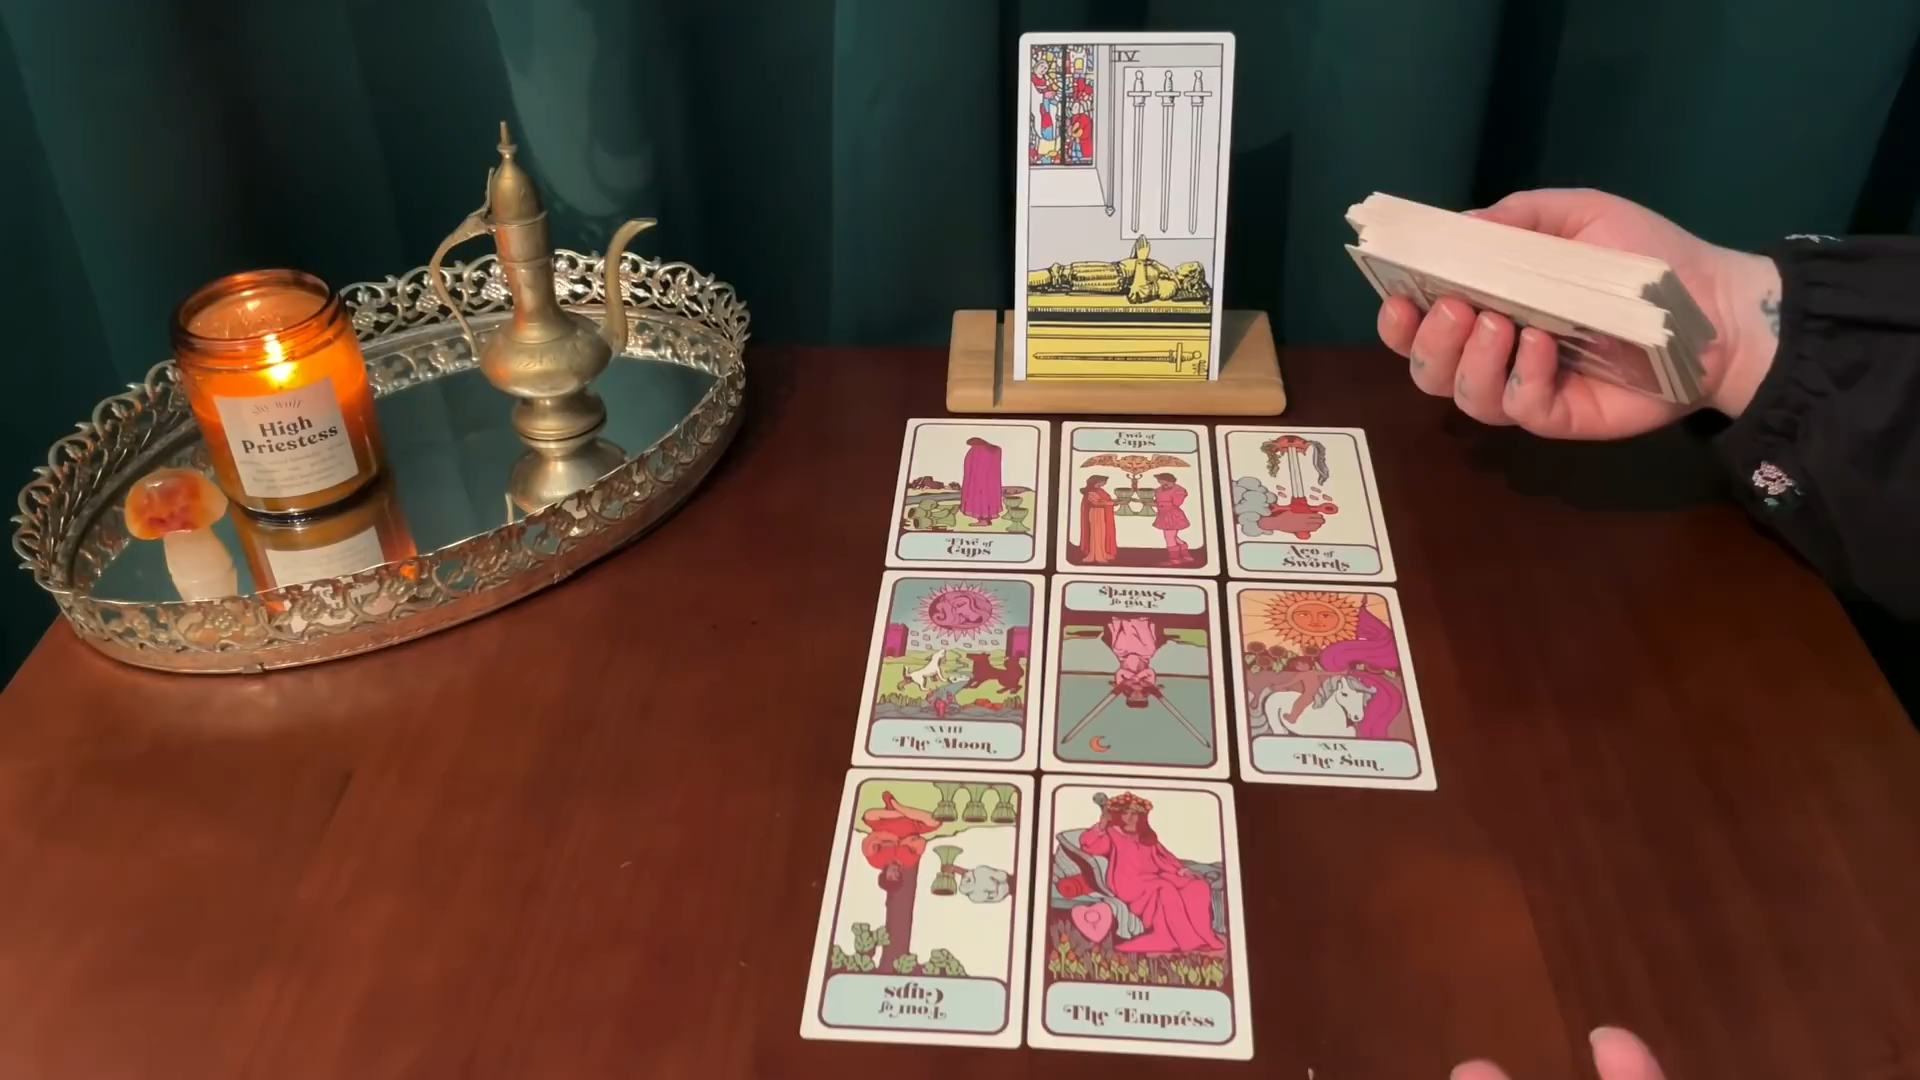 IV
High
Priestess
Five of
Cups
Two of
Cups
Ace of
Swords
XVIII
The Moon
Two of
Swords
XIX
The Sun
Four of
Cups
III
The Empress